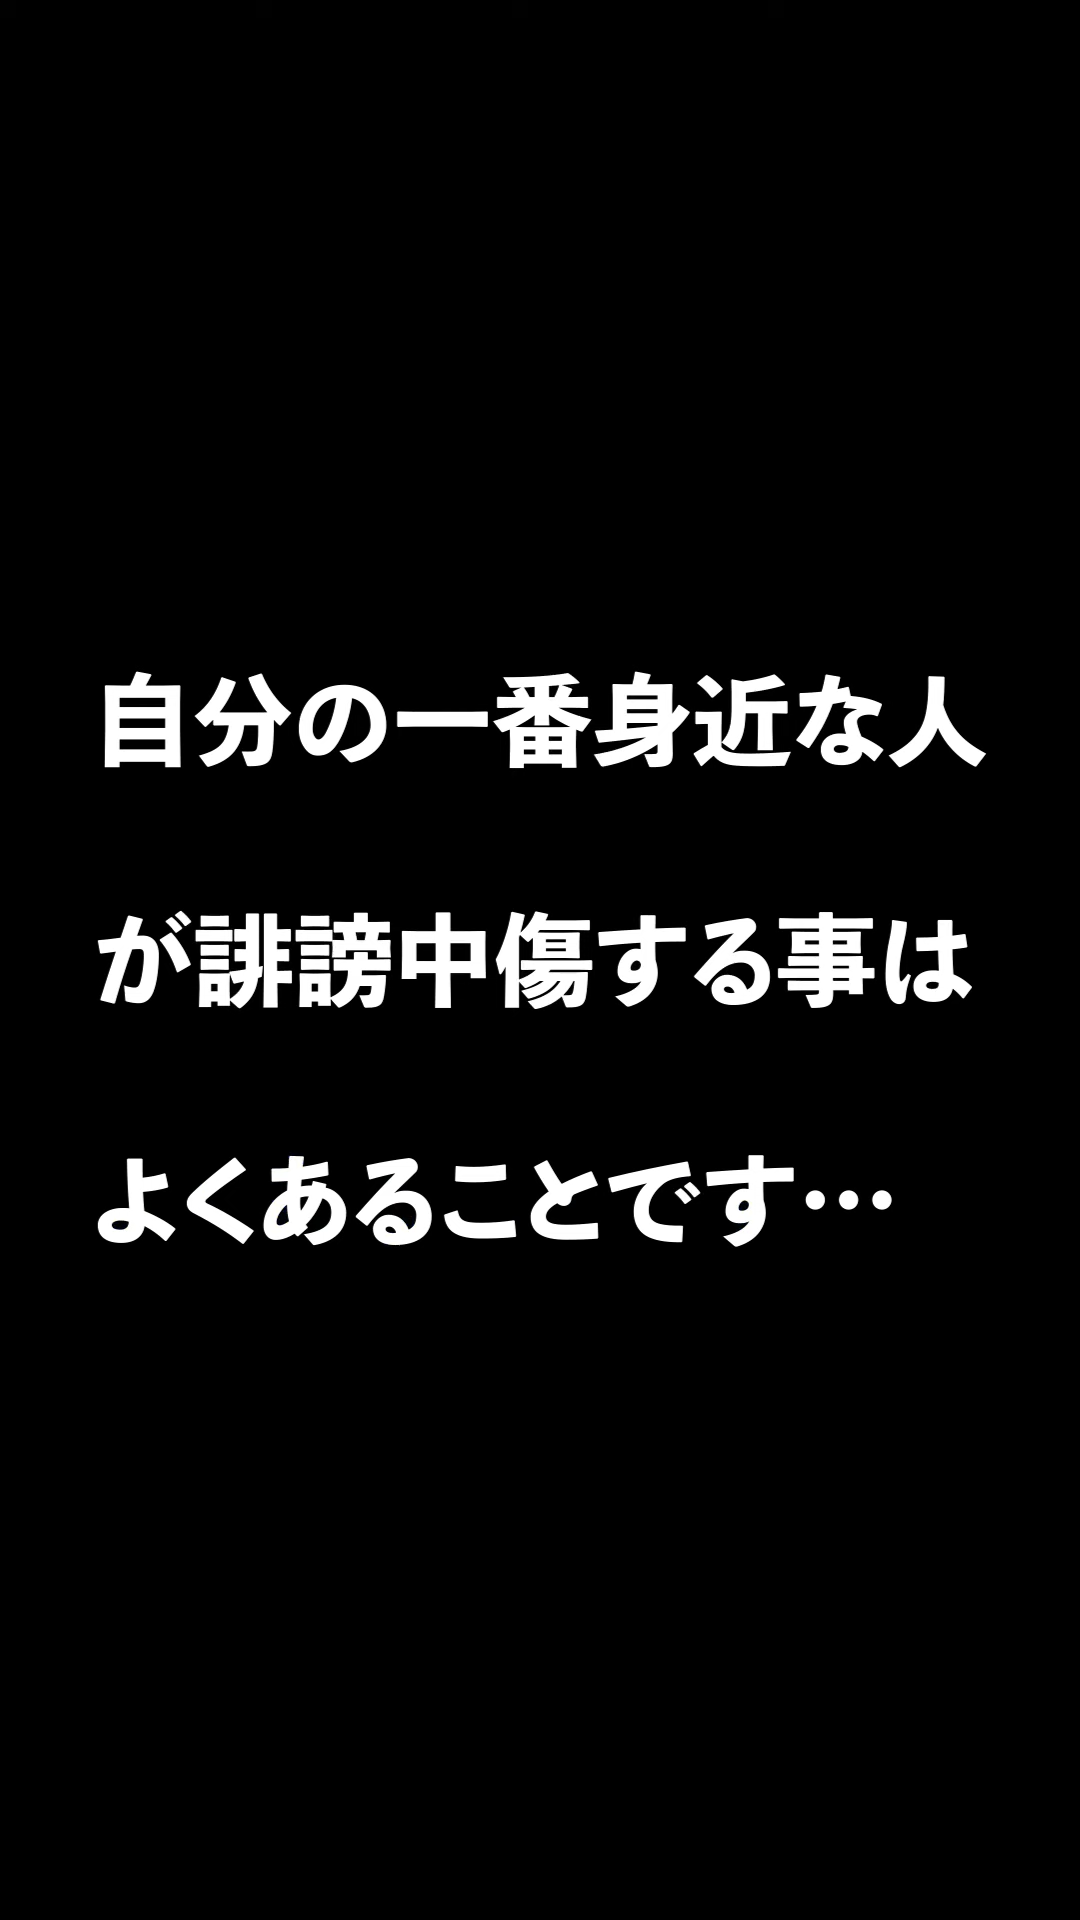 自分の一番身近な人
が誹謗中傷する事は
よくあることです…